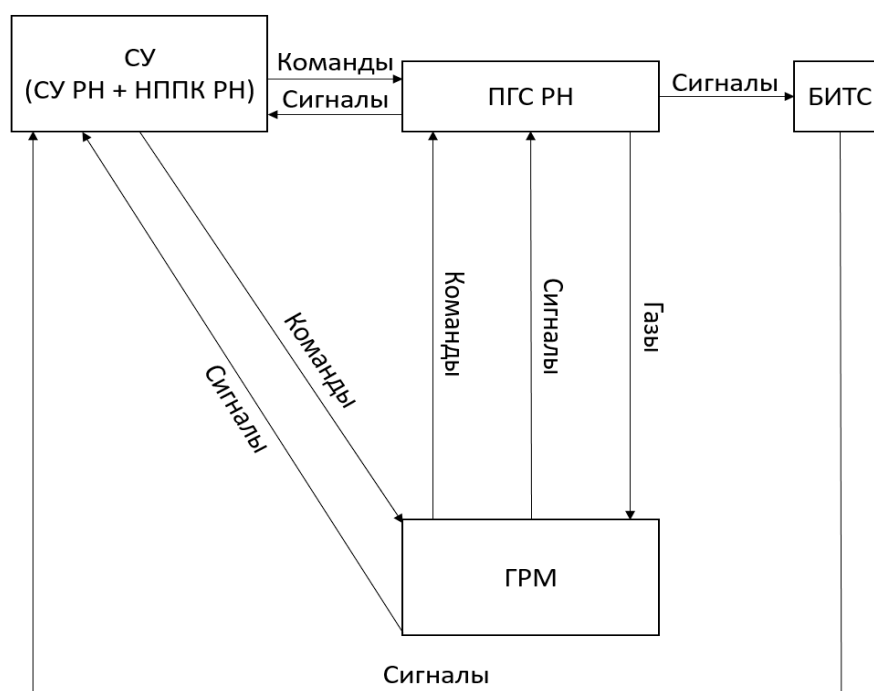 СУ
(СУ РН + НППК РН)
Команды
Сигналы
ПГС РН
Сигналы
БИТС
Сигналы
Команды
Команды
Сигналы
Газы
ГРМ
Сигналы